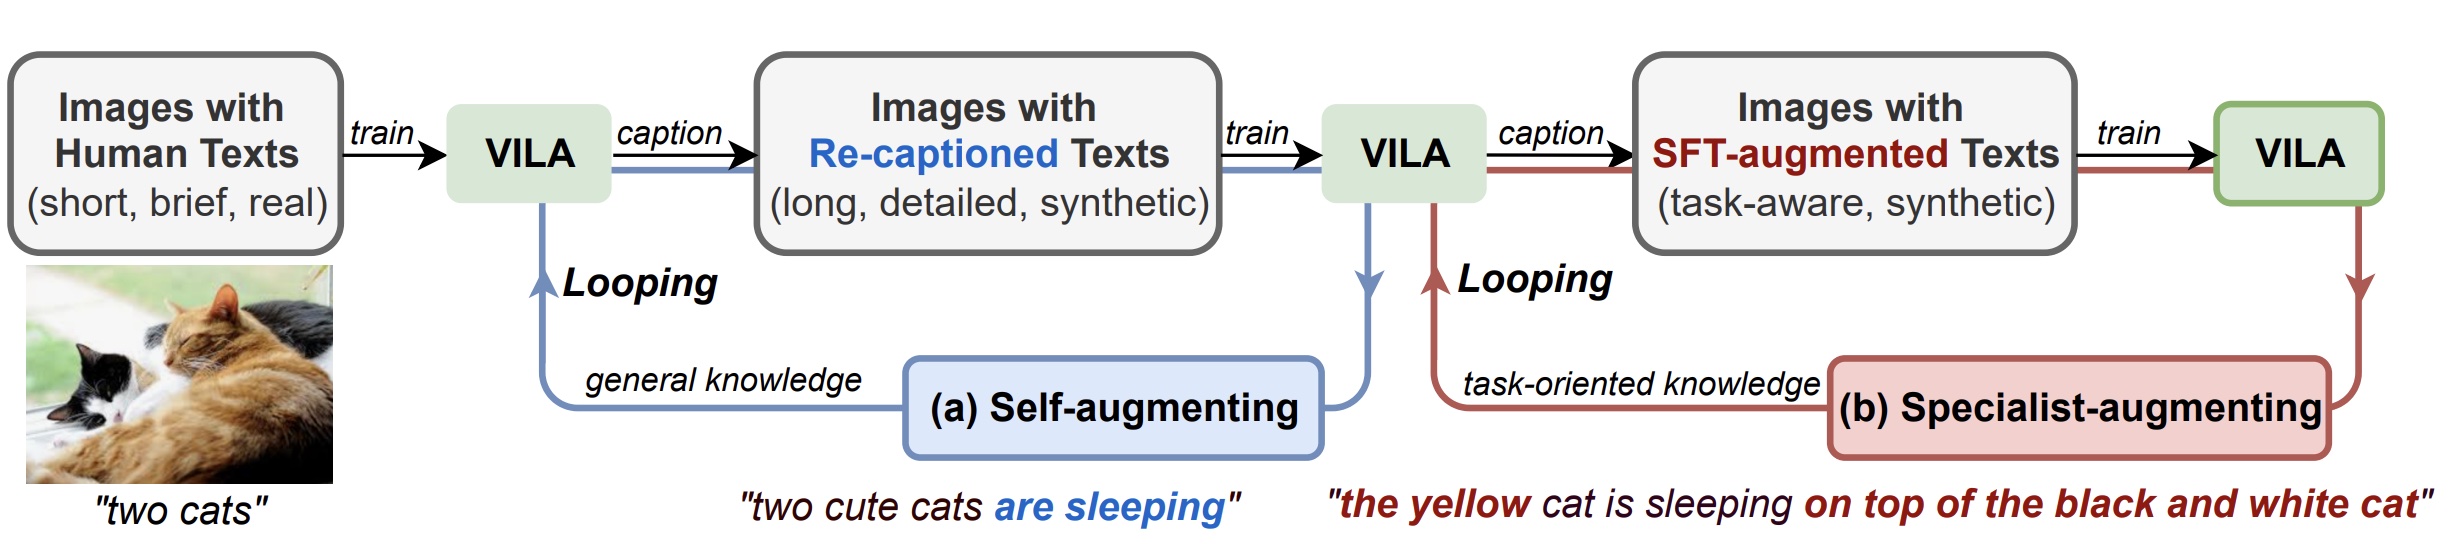 Images with
Human Texts
(short, brief, real)
train
VILA
caption
Images with
Re-captioned Texts
(long, detailed, synthetic)
train
VILA
caption
Images with
SFT-augmented Texts
(task-aware, synthetic)
train
VILA
Looping
general knowledge
(a) Self-augmenting
Looping
task-oriented knowledge
(b) Specialist-augmenting
"two cats"
"two cute cats are sleeping"
"the yellow cat is sleeping on top of the black and white cat"